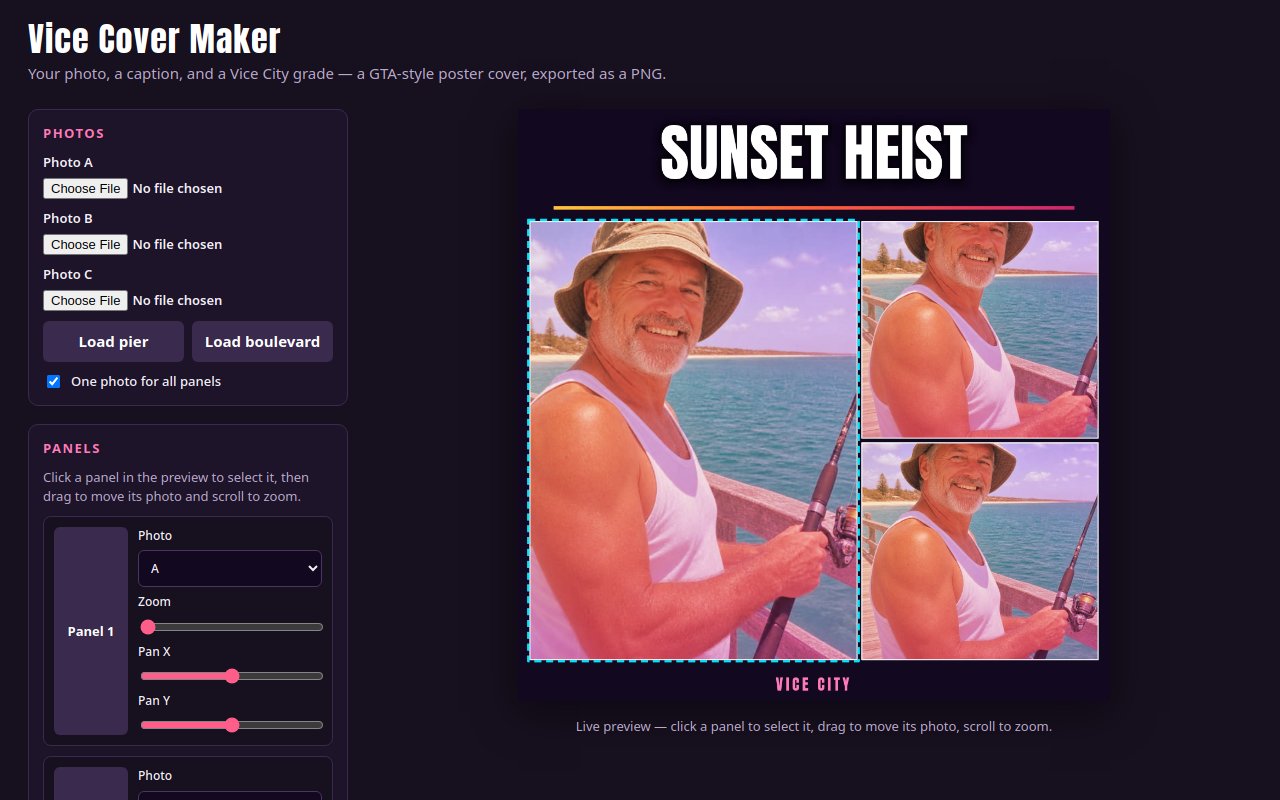 Vice Cover Maker
Your photo, a caption, and a Vice City grade — a GTA-style poster cover, exported as a PNG.
PHOTOS
Photo A
Choose File No file chosen
Photo B
Choose File No file chosen
Photo C
Choose File No file chosen
Load pier Load boulevard
One photo for all panels
PANELS
Click a panel in the preview to select it, then
drag to move its photo and scroll to zoom.
Panel 1
Photo
A
Zoom
Pan X
Pan Y
Photo
SUNSET HEIST
VICE CITY
Live preview — click a panel to select it, drag to move its photo, scroll to zoom.